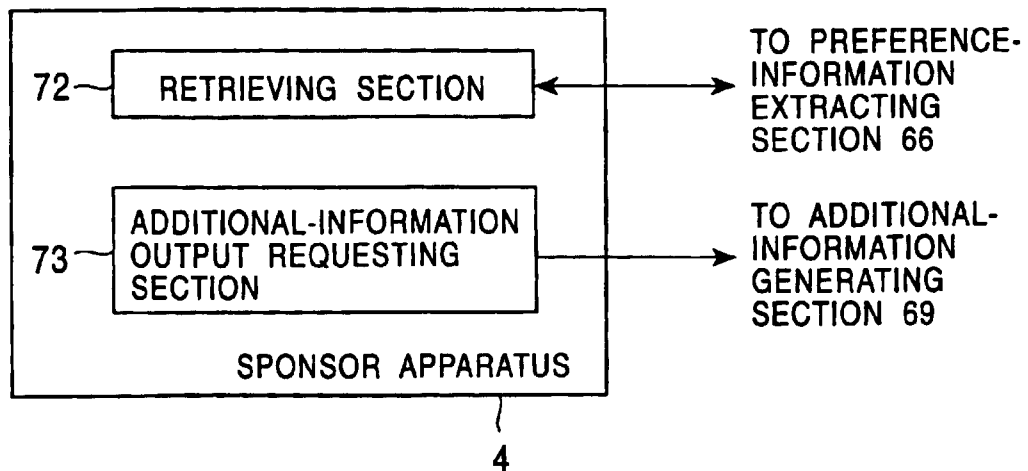 72
RETRIEVING SECTION
TO PREFERENCE-
INFORMATION
EXTRACTING
SECTION 66
73
ADDITIONAL-INFORMATION
OUTPUT REQUESTING
SECTION
TO ADDITIONAL-
INFORMATION
GENERATING
SECTION 69
SPONSOR APPARATUS
4